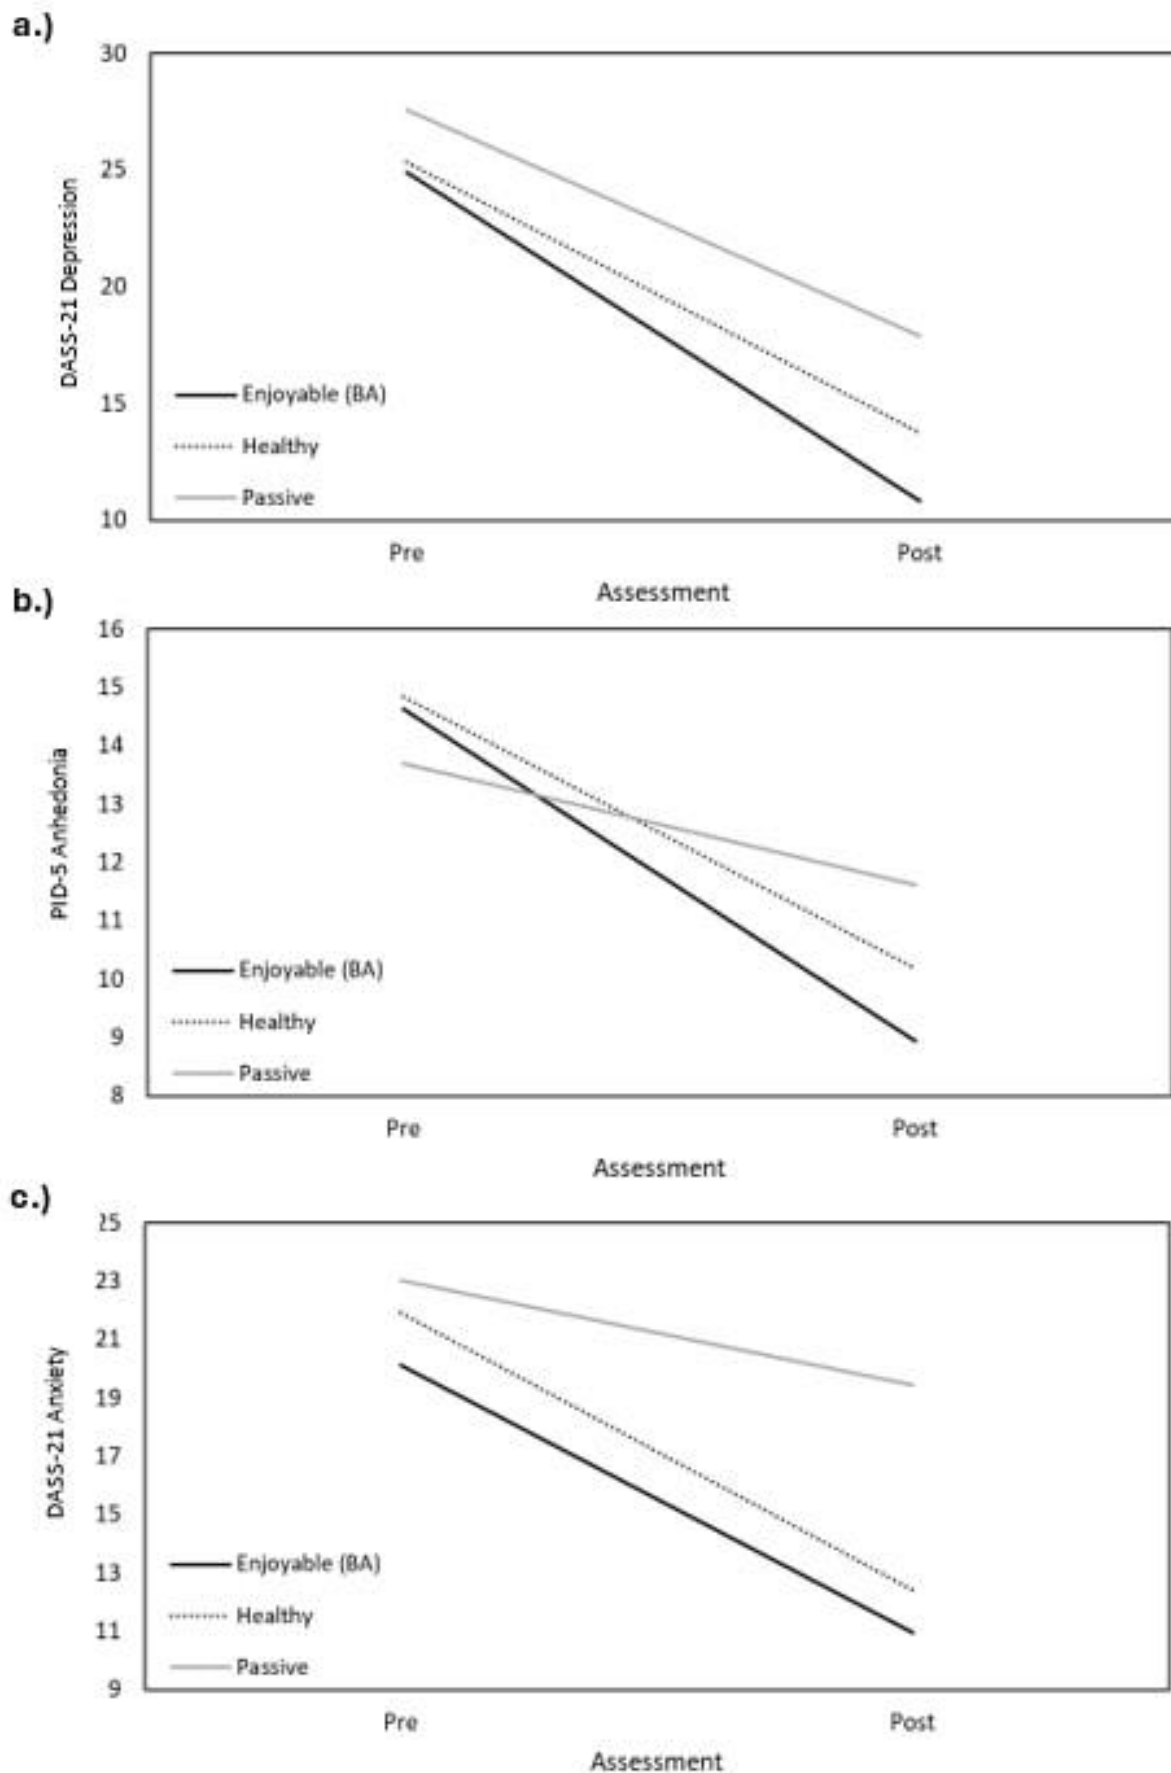 a.)
30
25
20
15
10
DASS-21 Depression
Enjoyable (BA)
Healthy
Passive
Pre Post
Assessment
b.)
16
15
14
13
12
11
10
9
8
PID-5 Anhedonia
Enjoyable (BA)
Healthy
Passive
Pre Post
Assessment
c.)
25
23
21
19
17
15
13
11
9
DASS-21 Anxiety
Enjoyable (BA)
Healthy
Passive
Pre Post
Assessment